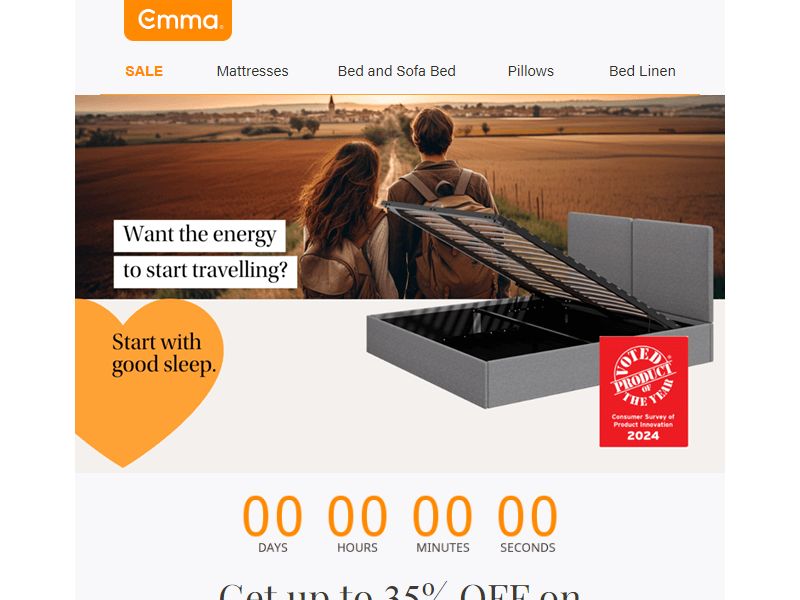 Emma®
SALE Mattresses Bed and Sofa Bed Pillows Bed Linen
Want the energy
to start travelling?
Start with
good sleep.
VOTED
PRODUCT
OF
THE YEAR
Consumer Survey of
Product Innovation
2024
00 00 00 00
DAYS HOURS MINUTES SECONDS
Get up to 35% OFF on